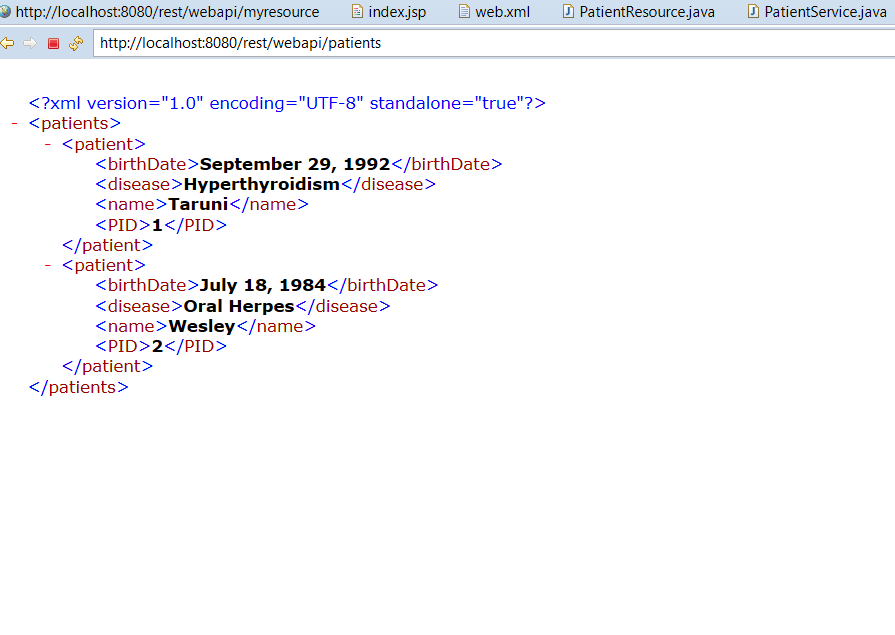 http://localhost:8080/rest/webapi/myresource index.jsp web.xml PatientResource.java PatientService.java
http://localhost:8080/rest/webapi/patients
<?xml version="1.0" encoding="UTF-8" standalone="true"?>
- <patients>
- <patient>
<birthDate>September 29, 1992</birthDate>
<disease>Hyperthyroidism</disease>
<name>Taruni</name>
<PID>1</PID>
</patient>
- <patient>
<birthDate>July 18, 1984</birthDate>
<disease>Oral Herpes</disease>
<name>Wesley</name>
<PID>2</PID>
</patient>
</patients>